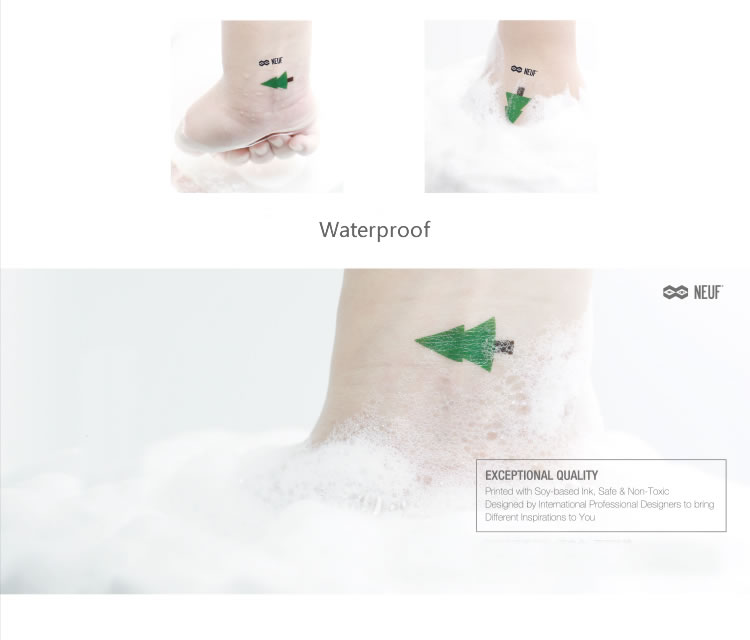 NEUF
NEUF
Waterproof
NEUF
EXCEPTIONAL QUALITY
Printed with Soy-based Ink, Safe & Non-Toxic
Designed by International Professional Designers to bring
Different Inspirations to You